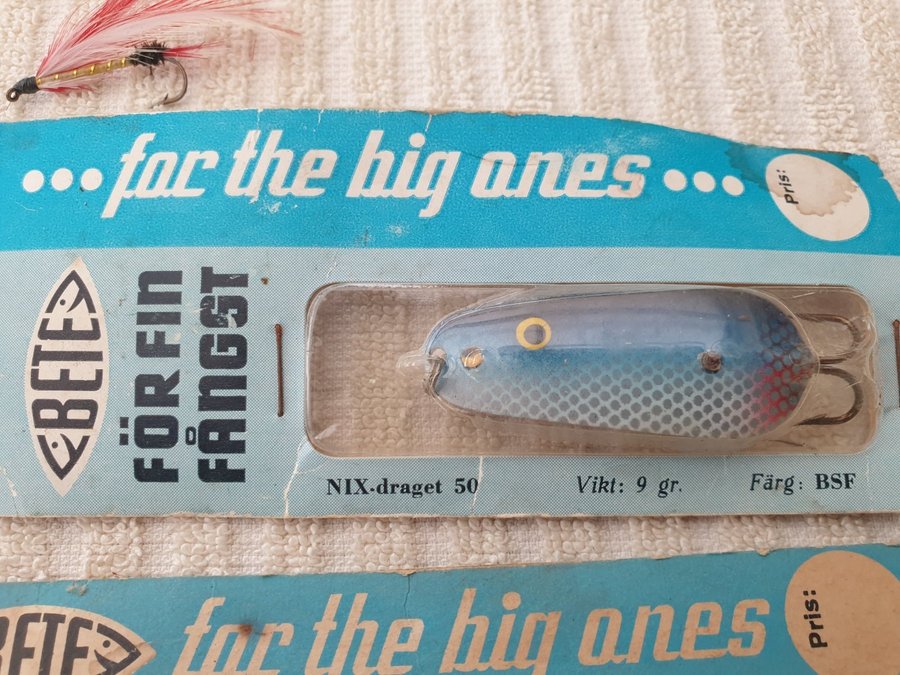 for the big ones
Pris:
BETE
FÖR FIN
FÅNGST
NIX-draget 50
Vikt: 9 gr.
Färg: BSF
for the big ones
Pris:
BETE